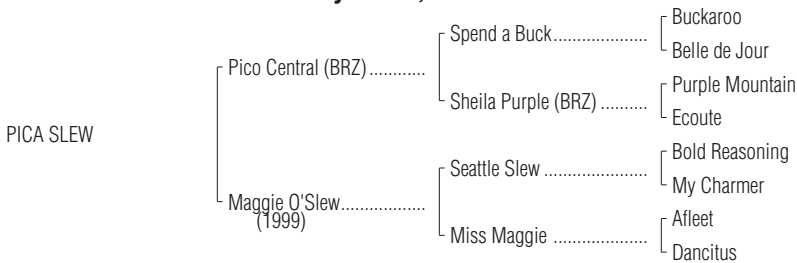 Buckaroo
Spend a Buck....................
Belle de Jour
Pico Central (BRZ)............
Purple Mountain
Sheila Purple (BRZ) ..........
Ecoute
PICA SLEW
Bold Reasoning
Seattle Slew ......................
My Charmer
Maggie O'Slew..................
(1999)
Afleet
Miss Maggie ....................
Dancitus